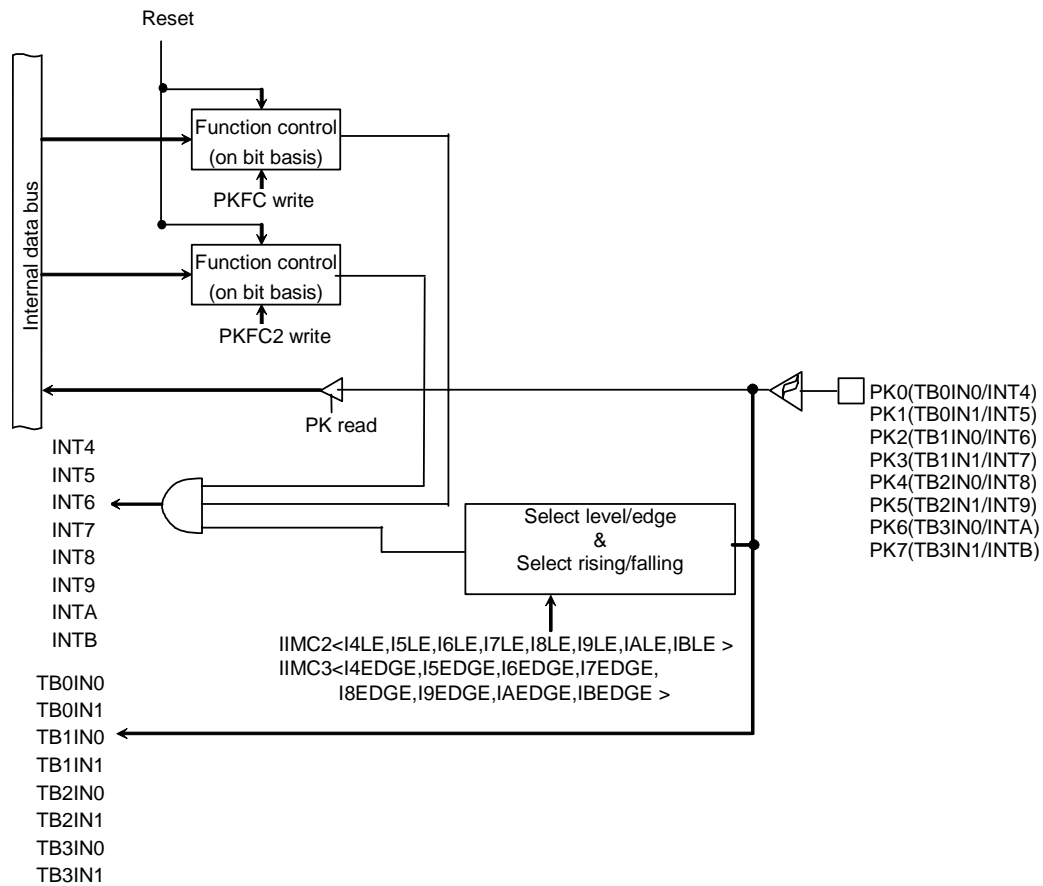 Reset
Internal data bus
Function control
(on bit basis)
PKFC write
Function control
(on bit basis)
PKFC2 write
PK read
PK0(TB0IN0/INT4)
PK1(TB0IN1/INT5)
PK2(TB1IN0/INT6)
PK3(TB1IN1/INT7)
PK4(TB2IN0/INT8)
PK5(TB2IN1/INT9)
PK6(TB3IN0/INTA)
PK7(TB3IN1/INTB)
INT4
INT5
INT6
INT7
INT8
INT9
INTA
INTB
Select level/edge
&
Select rising/falling
IIMC2<I4LE,I5LE,I6LE,I7LE,I8LE,I9LE,IALE,IBLE >
IIMC3<I4EDGE,I5EDGE,I6EDGE,I7EDGE,
I8EDGE,I9EDGE,IAEDGE,IBEDGE >
TB0IN0
TB0IN1
TB1IN0
TB1IN1
TB2IN0
TB2IN1
TB3IN0
TB3IN1